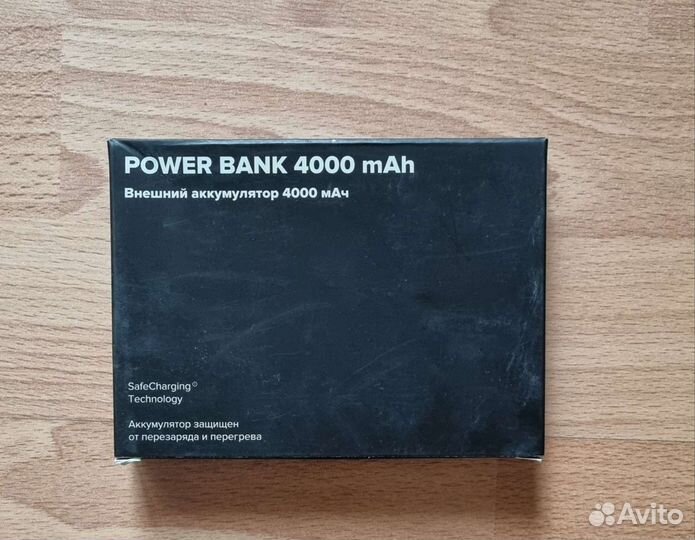 POWER BANK 4000 mAh
Внешний аккумулятор 4000 мАч
SafeCharging®
Technology
Аккумулятор защищен
от перезаряда и перегрева
Avito